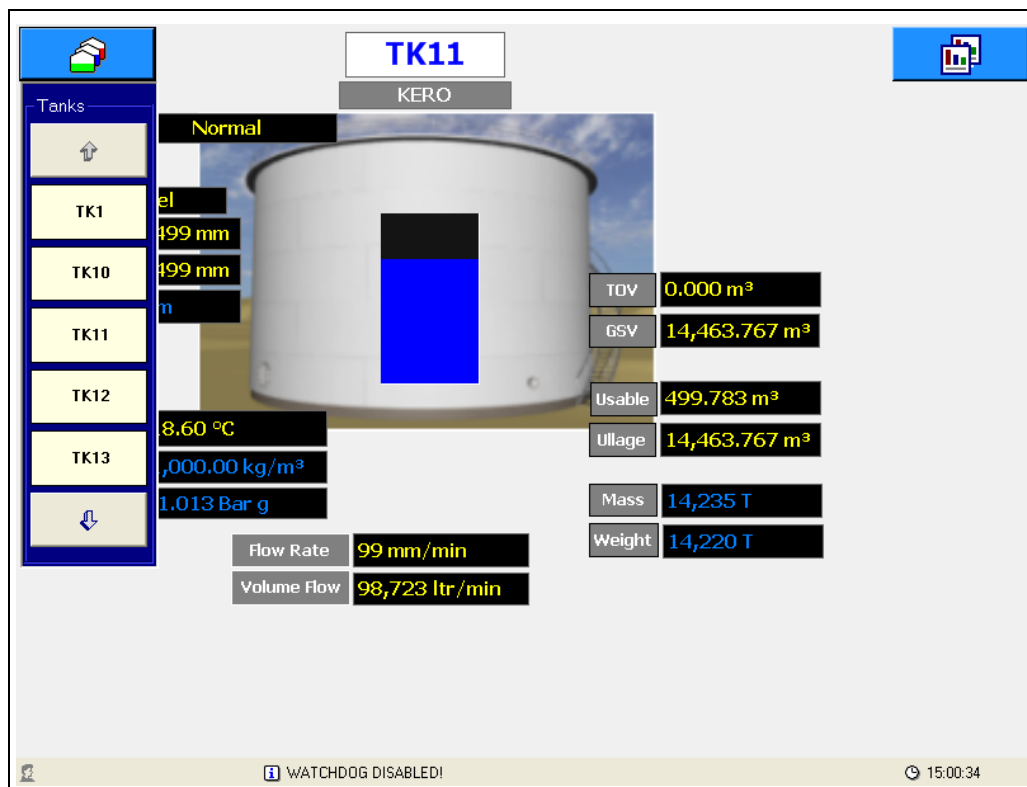 TK11
KERO
Tanks
Normal
TK1
el
499 mm
TK10
499 mm
m
TOV 0.000 m³
TK11
GSV 14,463.767 m³
TK12
Usable 499.783 m³
8.60 ºC
Ullage 14,463.767 m³
TK13
,000.00 kg/m³
1.013 Bar g
Mass 14,235 T
Weight 14,220 T
Flow Rate 99 mm/min
Volume Flow 98,723 ltr/min
WATCHDOG DISABLED!
15:00:34